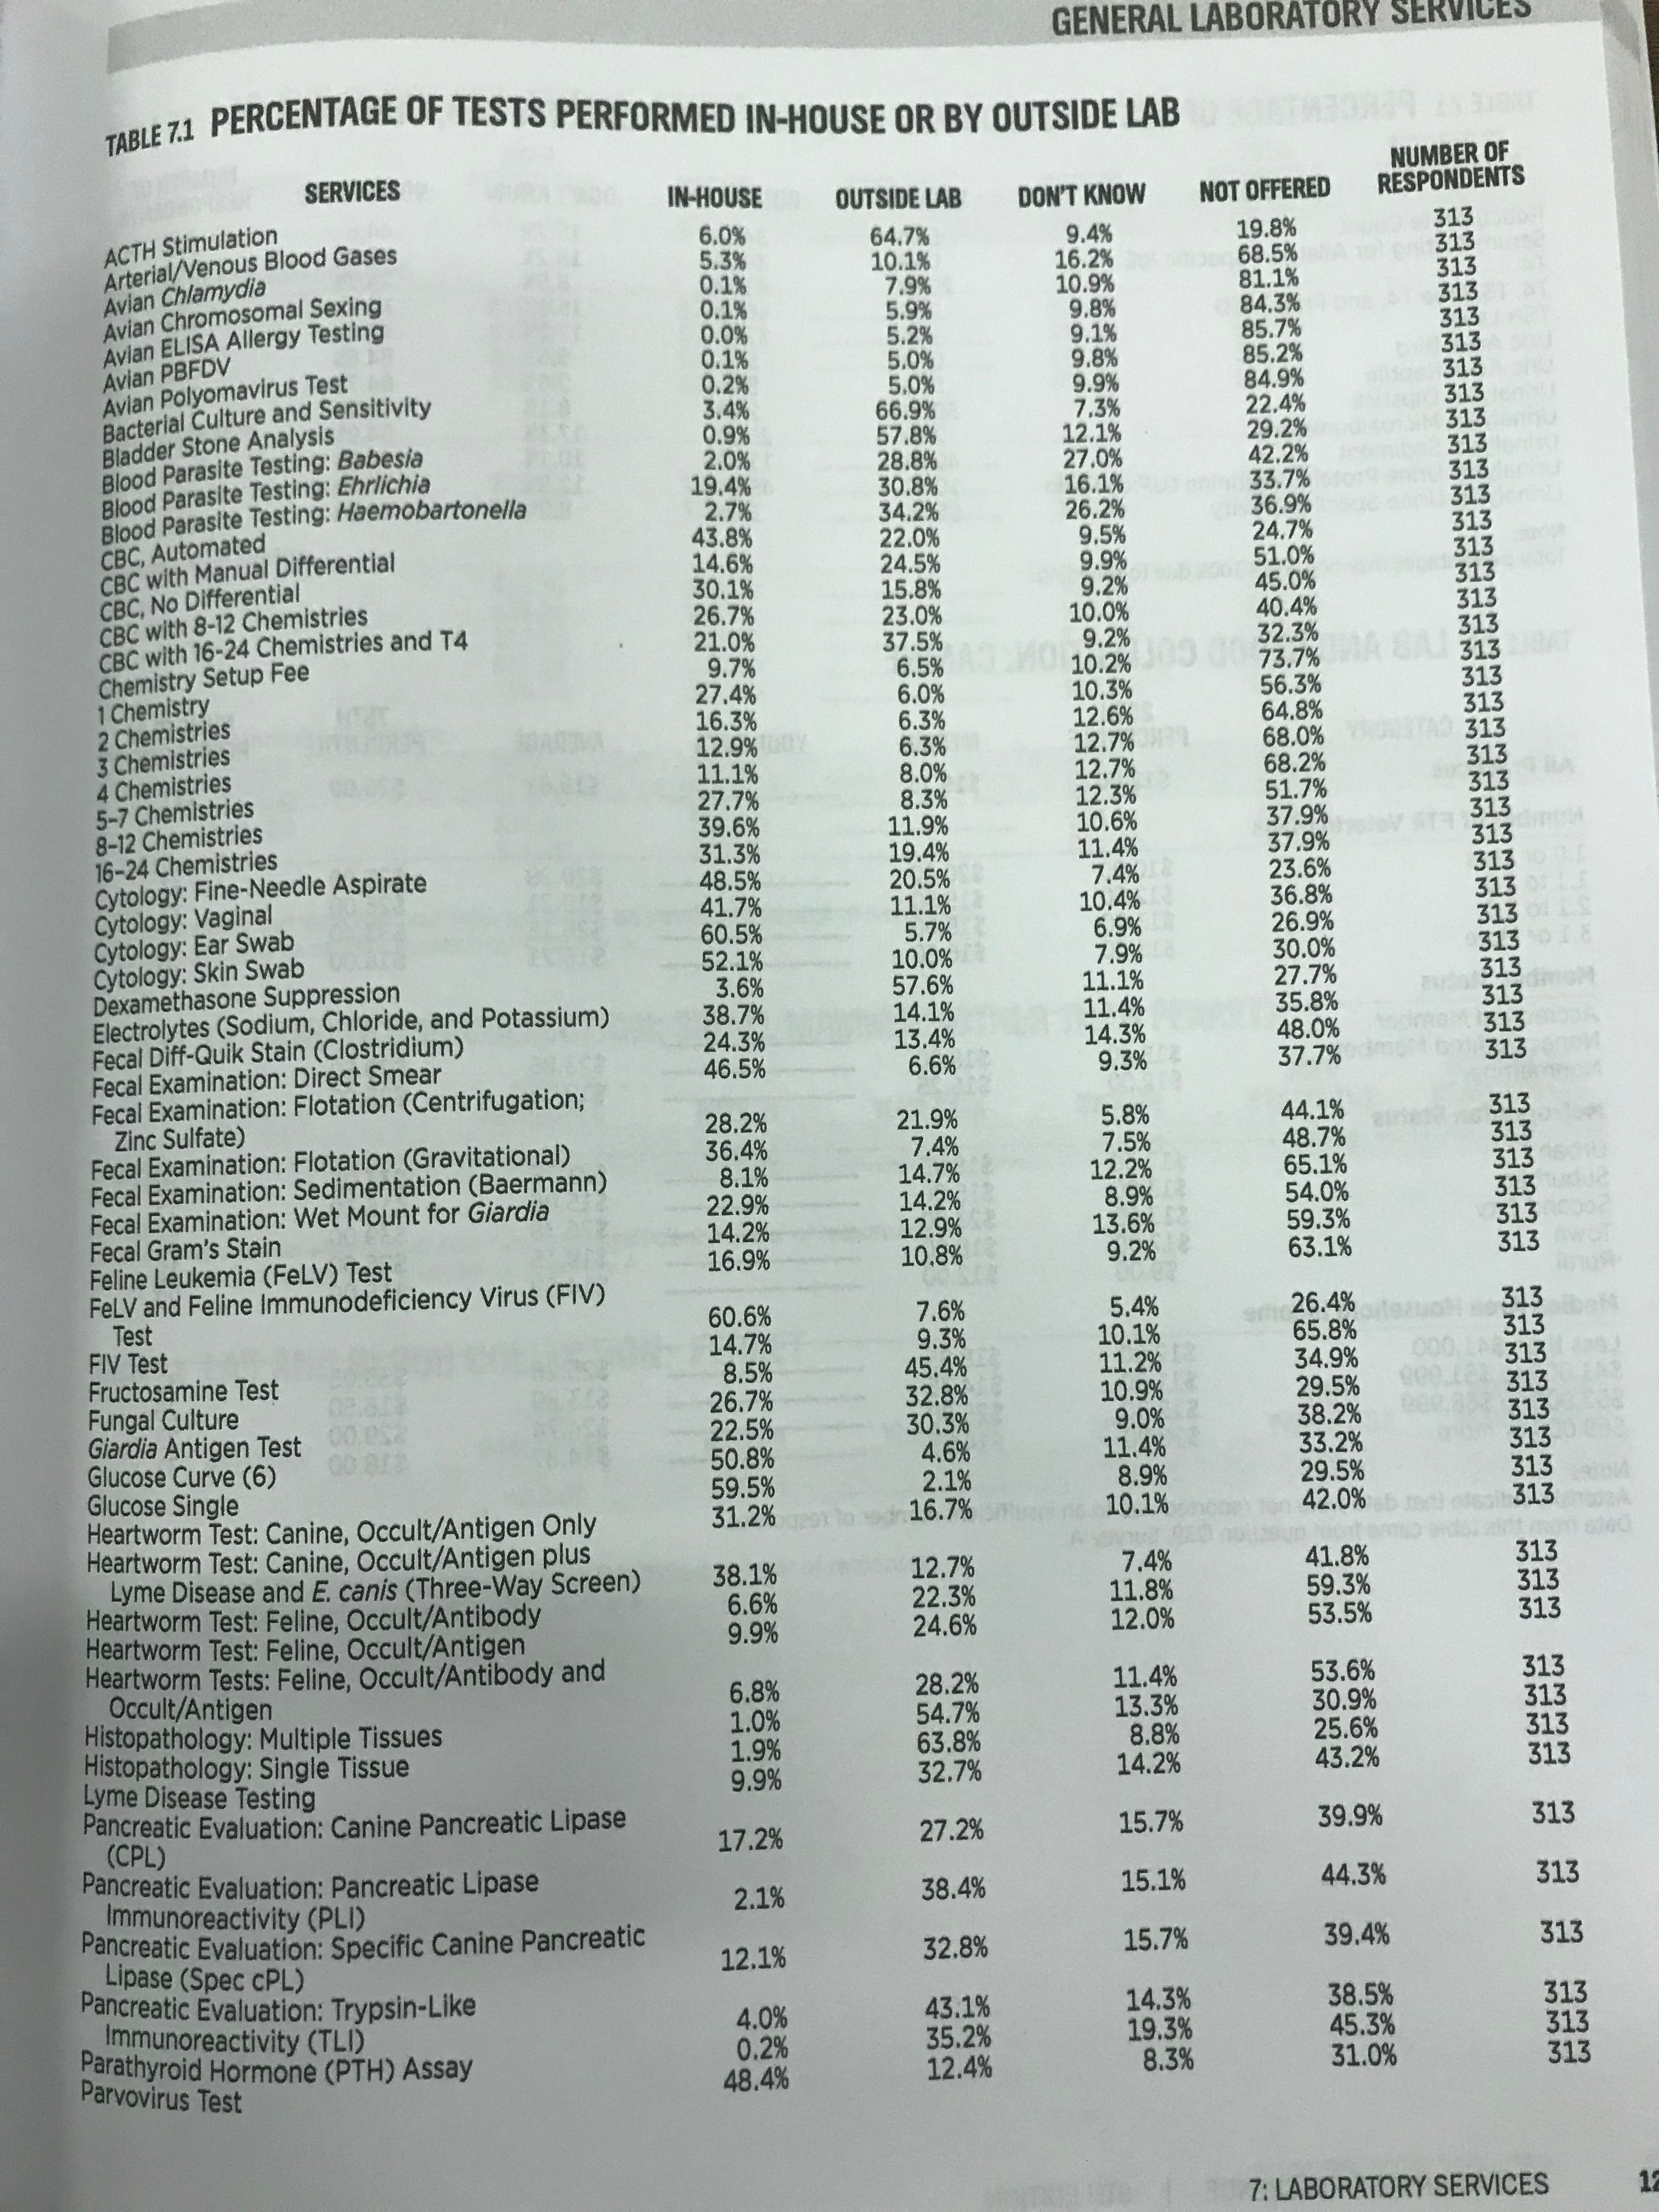 GENERAL LABORATORY SERVICES
TABLE 7.1 PERCENTAGE OF TESTS PERFORMED IN-HOUSE OR BY OUTSIDE LAB
SERVICES IN-HOUSE OUTSIDE LAB DON'T KNOW NOT OFFERED NUMBER OF RESPONDENTS
ACTH Stimulation 6.0% 64.7% 9.4% 19.8% 313
Arterial/Venous Blood Gases 5.3% 10.1% 16.2% 68.5% 313
Avian Chlamydia 0.1% 7.9% 10.9% 81.1% 313
Avian Chromosomal Sexing 0.1% 5.9% 9.8% 84.3% 313
Avian ELISA Allergy Testing 0.0% 5.2% 9.1% 85.7% 313
Avian PBFDV 0.1% 5.0% 9.8% 85.2% 313
Avian Polyomavirus Test 0.2% 5.0% 9.9% 84.9% 313
Bacterial Culture and Sensitivity 3.4% 66.9% 7.3% 22.4% 313
Bladder Stone Analysis 0.9% 57.8% 12.1% 29.2% 313
Blood Parasite Testing: Babesia 2.0% 28.8% 27.0% 42.2% 313
Blood Parasite Testing: Ehrlichia 19.4% 30.8% 16.1% 33.7% 313
Blood Parasite Testing: Haemobartonella 2.7% 34.2% 26.2% 36.9% 313
CBC, Automated 43.8% 22.0% 9.5% 24.7% 313
CBC with Manual Differential 14.6% 24.5% 9.9% 51.0% 313
CBC, No Differential 30.1% 15.8% 9.2% 45.0% 313
CBC with 8-12 Chemistries 26.7% 23.0% 10.0% 40.4% 313
CBC with 16-24 Chemistries and T4 21.0% 37.5% 9.2% 32.3% 313
Chemistry Setup Fee 9.7% 6.5% 10.2% 73.7% 313
1 Chemistry 27.4% 6.0% 10.3% 56.3% 313
2 Chemistries 16.3% 6.3% 12.6% 64.8% 313
3 Chemistries 12.9% 6.3% 12.7% 68.0% 313
4 Chemistries 11.1% 8.0% 12.7% 68.2% 313
5-7 Chemistries 27.7% 8.3% 12.3% 51.7% 313
8-12 Chemistries 39.6% 11.9% 10.6% 37.9% 313
16-24 Chemistries 31.3% 19.4% 11.4% 37.9% 313
Cytology: Fine-Needle Aspirate 48.5% 20.5% 7.4% 23.6% 313
Cytology: Vaginal 41.7% 11.1% 10.4% 36.8% 313
Cytology: Ear Swab 60.5% 5.7% 6.9% 26.9% 313
Cytology: Skin Swab 52.1% 10.0% 7.9% 30.0% 313
Dexamethasone Suppression 3.6% 57.6% 11.1% 27.7% 313
Electrolytes (Sodium, Chloride, and Potassium) 38.7% 14.1% 11.4% 35.8% 313
Fecal Diff-Quik Stain (Clostridium) 24.3% 13.4% 14.3% 48.0% 313
Fecal Examination: Direct Smear 46.5% 6.6% 9.3% 37.7% 313
Fecal Examination: Flotation (Centrifugation;
Zinc Sulfate) 28.2% 21.9% 5.8% 44.1% 313
Fecal Examination: Flotation (Gravitational) 36.4% 7.4% 7.5% 48.7% 313
Fecal Examination: Sedimentation (Baermann) 8.1% 14.7% 12.2% 65.1% 313
Fecal Examination: Wet Mount for Giardia 22.9% 14.2% 8.9% 54.0% 313
Fecal Gram's Stain 14.2% 12.9% 13.6% 59.3% 313
Feline Leukemia (FeLV) Test 16.9% 10.8% 9.2% 63.1% 313
FeLV and Feline Immunodeficiency Virus (FIV)
Test 60.6% 7.6% 5.4% 26.4% 313
FIV Test 14.7% 9.3% 10.1% 65.8% 313
Fructosamine Test 8.5% 45.4% 11.2% 34.9% 313
Fungal Culture 26.7% 32.8% 10.9% 29.5% 313
Giardia Antigen Test 22.5% 30.3% 9.0% 38.2% 313
Glucose Curve (6) 50.8% 4.6% 11.4% 33.2% 313
Glucose Single 59.5% 2.1% 8.9% 29.5% 313
Heartworm Test: Canine, Occult/Antigen Only 31.2% 16.7% 10.1% 42.0% 313
Heartworm Test: Canine, Occult/Antigen plus
Lyme Disease and E. canis (Three-Way Screen) 38.1% 12.7% 7.4% 41.8% 313
Heartworm Test: Feline, Occult/Antibody 6.6% 22.3% 11.8% 59.3% 313
Heartworm Test: Feline, Occult/Antigen 9.9% 24.6% 12.0% 53.5% 313
Heartworm Tests: Feline, Occult/Antibody and
Occult/Antigen 6.8% 28.2% 11.4% 53.6% 313
Histopathology: Multiple Tissues 1.0% 54.7% 13.3% 30.9% 313
Histopathology: Single Tissue 1.9% 63.8% 8.8% 25.6% 313
Lyme Disease Testing 9.9% 32.7% 14.2% 43.2% 313
Pancreatic Evaluation: Canine Pancreatic Lipase
(CPL) 17.2% 27.2% 15.7% 39.9% 313
Pancreatic Evaluation: Pancreatic Lipase
Immunoreactivity (PLI) 2.1% 38.4% 15.1% 44.3% 313
Pancreatic Evaluation: Specific Canine Pancreatic
Lipase (Spec cPL) 12.1% 32.8% 15.7% 39.4% 313
Pancreatic Evaluation: Trypsin-Like
Immunoreactivity (TLI) 4.0% 43.1% 14.3% 38.5% 313
Parathyroid Hormone (PTH) Assay 0.2% 35.2% 19.3% 45.3% 313
Parvovirus Test 48.4% 12.4% 8.3% 31.0% 313
7: LABORATORY SERVICES